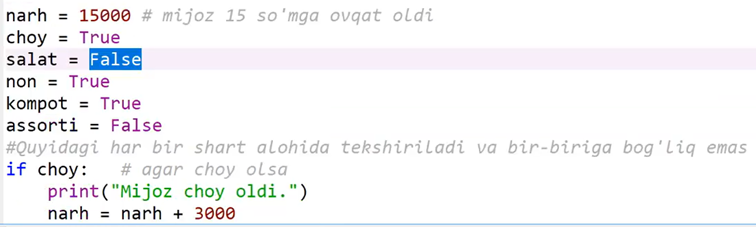 narh = 15000 # mijoz 15 so'mga ovqat oldi
choy = True
salat = False
non = True
kompot = True
assorti = False
#Quyidagi har bir shart alohida tekshiriladi va bir-biriga bog'liq emas
if choy:   # agar choy olsa
    print("Mijoz choy oldi.")
    narh = narh + 3000